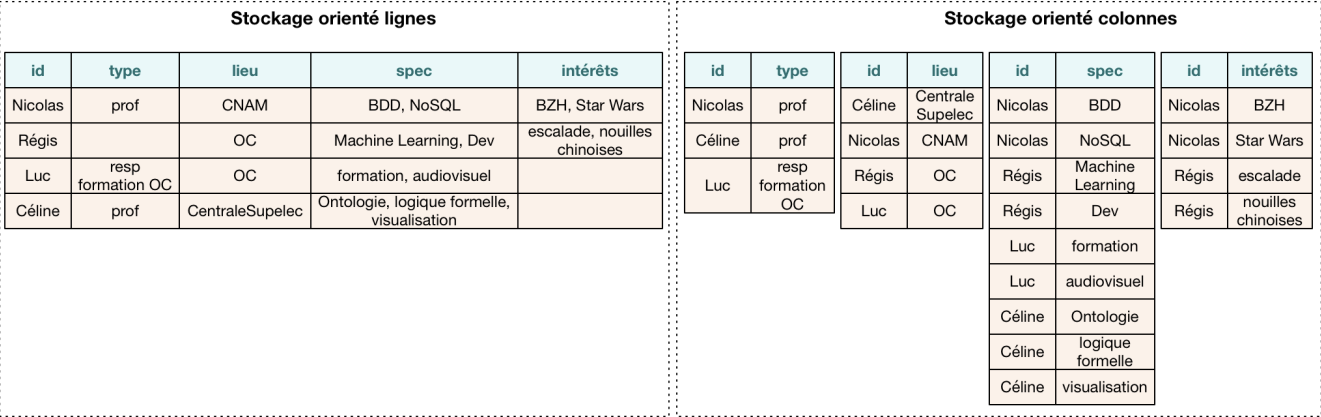 Stockage orienté lignes
id type lieu spec intérêts
Nicolas prof CNAM BDD, NoSQL BZH, Star Wars
Régis OC Machine Learning, Dev escalade, nouilles
chinoises
Luc resp
formation OC OC formation, audiovisuel
Céline prof CentraleSupelec Ontologie, logique formelle,
visualisation
Stockage orienté colonnes
id type
Nicolas prof
Céline prof
Luc resp
formation
OC
id lieu
Céline Centrale
Supelec
Nicolas CNAM
Régis OC
Luc OC
id spec
Nicolas BDD
Nicolas NoSQL
Régis Machine
Learning
Régis Dev
Luc formation
Luc audiovisuel
Céline Ontologie
Céline logique
formelle
Céline visualisation
id intérêts
Nicolas BZH
Nicolas Star Wars
Régis escalade
Régis nouilles
chinoises